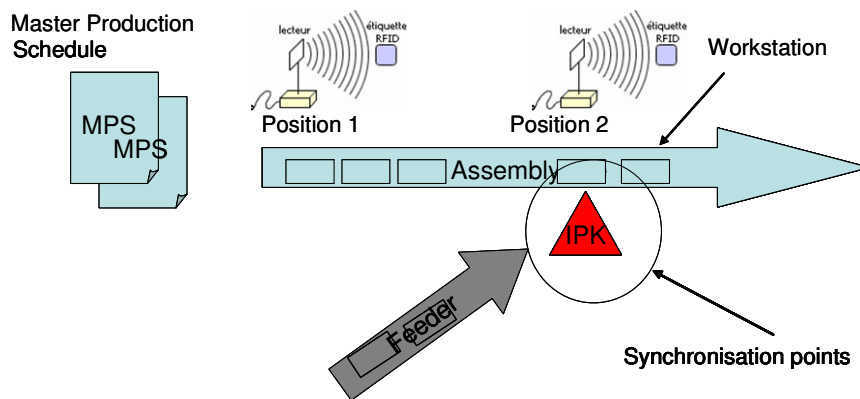 Master Production
Schedule
MPS
MPS
lecteur
étiquette
RFID
Position 1
lecteur
étiquette
RFID
Position 2
Workstation
Assembly
IPK
Feeder
Synchronisation points